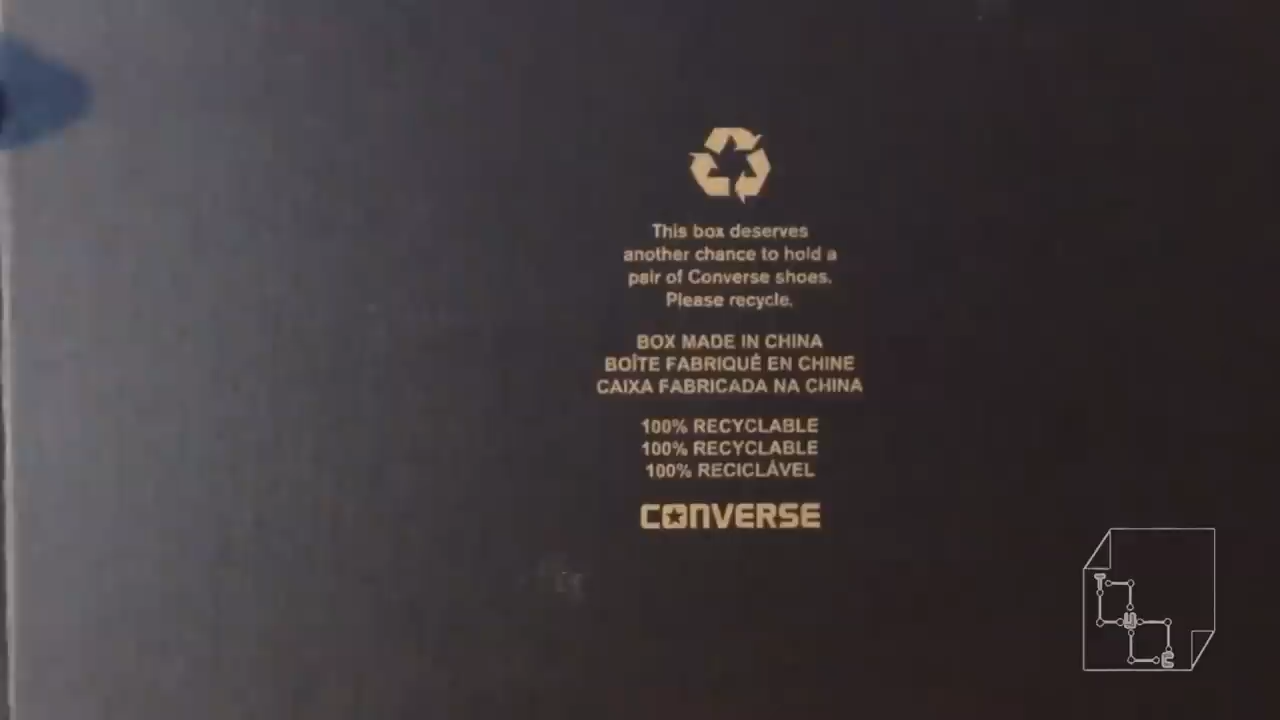 This box deserves
another chance to hold a
pair of Converse shoes.
Please recycle.
BOX MADE IN CHINA
BOÎTE FABRIQUÉ EN CHINE
CAIXA FABRICADA NA CHINA
100% RECYCLABLE
100% RECYCLABLE
100% RECICLÁVEL
CONVERSE
T
Y
C